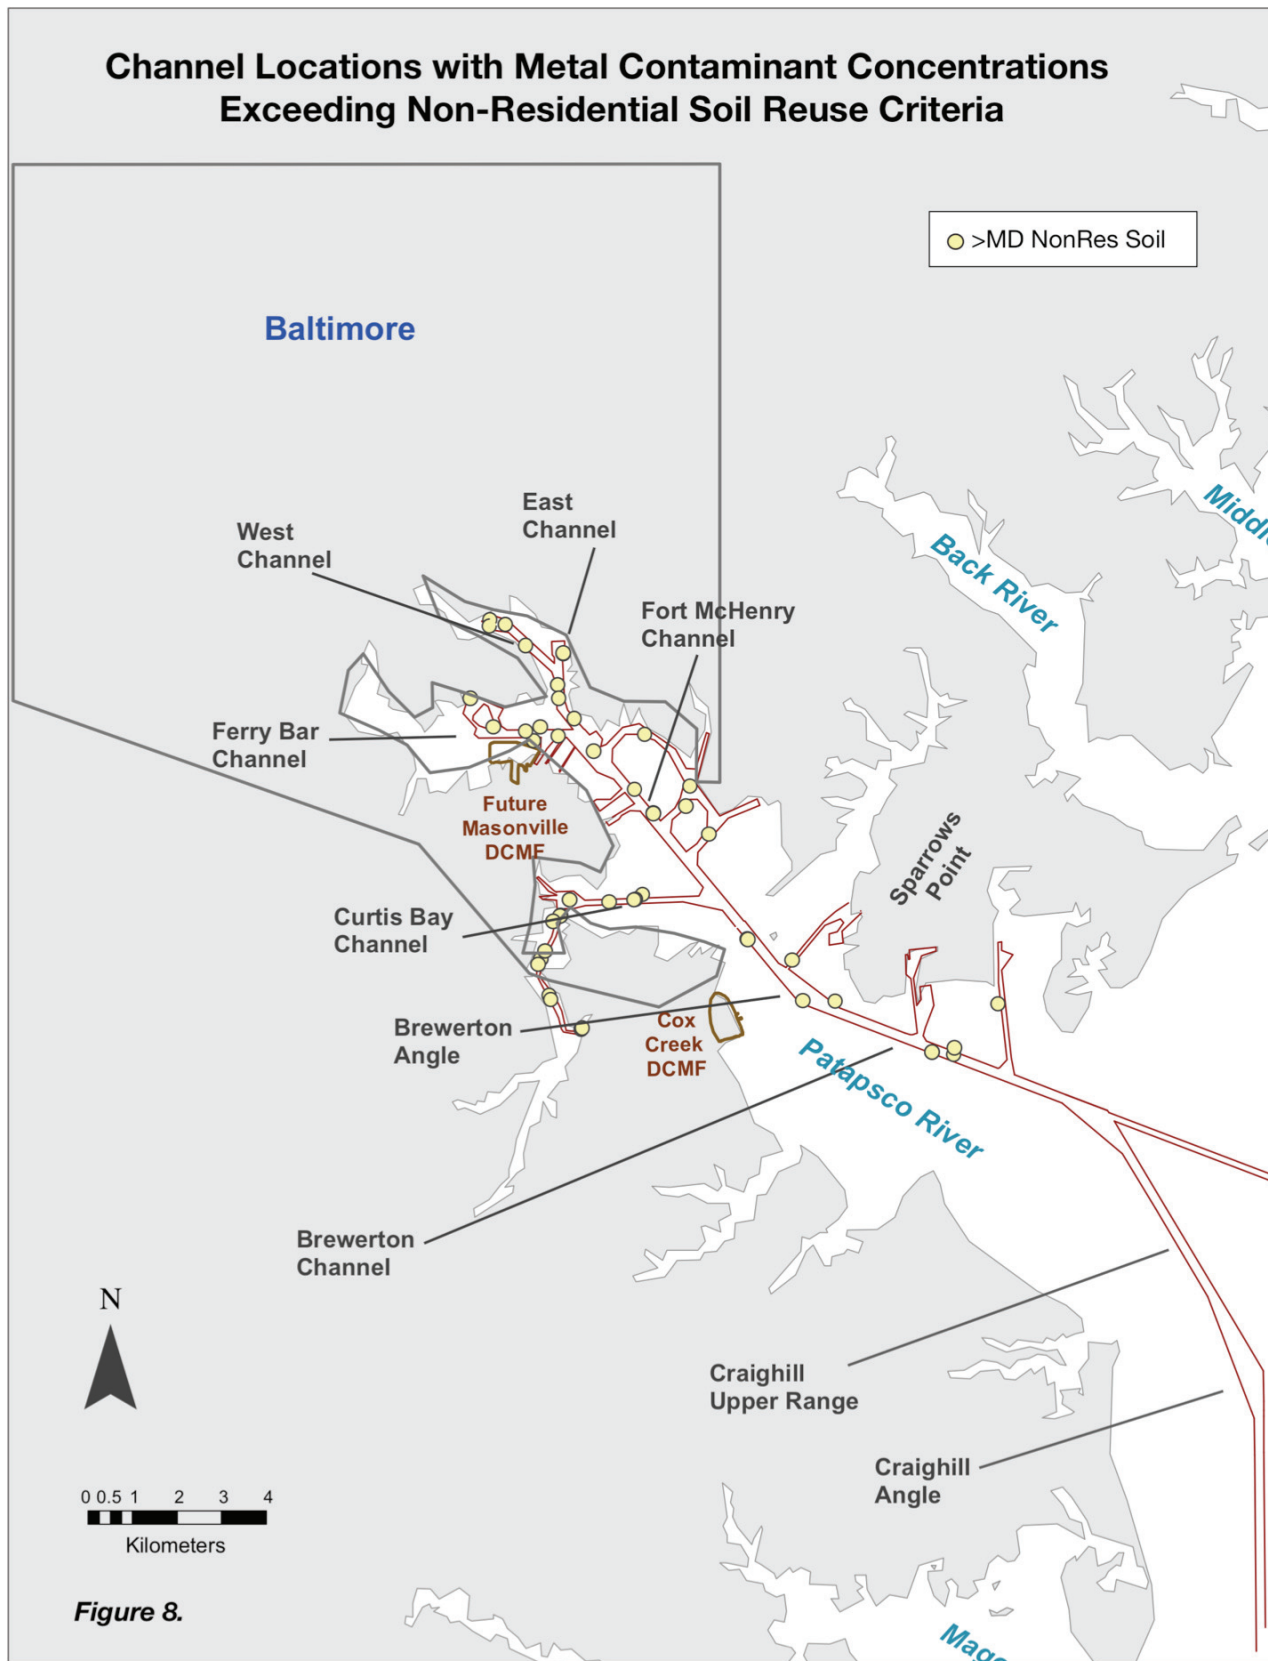 Channel Locations with Metal Contaminant Concentrations
Exceeding Non-Residential Soil Reuse Criteria
>MD NonRes Soil
Baltimore
East
Channel
West
Channel
Back River
Fort McHenry
Channel
Ferry Bar
Channel
Future
Masonville
DCMF
Sparrows
Point
Curtis Bay
Channel
Brewerton
Angle
Cox
Creek
DCMF
Patapsco River
Brewerton
Channel
N
Craighill
Upper Range
Craighill
Angle
0 0.5 1 2 3 4
Kilometers
Figure 8.